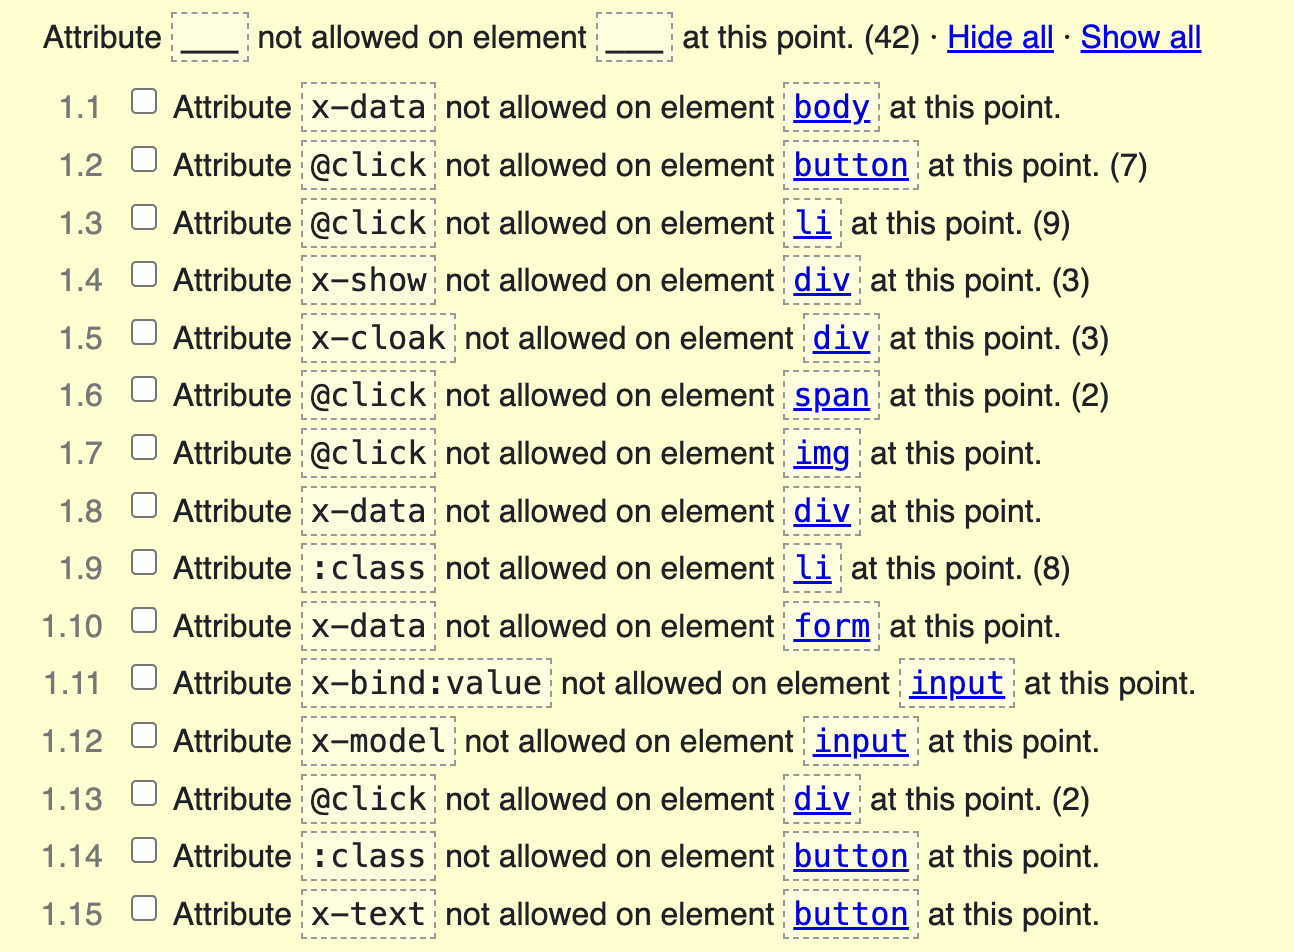 Attribute ___ not allowed on element ___ at this point. (42) · Hide all · Show all
1.1 Attribute x-data not allowed on element body at this point.
1.2 Attribute @click not allowed on element button at this point. (7)
1.3 Attribute @click not allowed on element li at this point. (9)
1.4 Attribute x-show not allowed on element div at this point. (3)
1.5 Attribute x-cloak not allowed on element div at this point. (3)
1.6 Attribute @click not allowed on element span at this point. (2)
1.7 Attribute @click not allowed on element img at this point.
1.8 Attribute x-data not allowed on element div at this point.
1.9 Attribute :class not allowed on element li at this point. (8)
1.10 Attribute x-data not allowed on element form at this point.
1.11 Attribute x-bind:value not allowed on element input at this point.
1.12 Attribute x-model not allowed on element input at this point.
1.13 Attribute @click not allowed on element div at this point. (2)
1.14 Attribute :class not allowed on element button at this point.
1.15 Attribute x-text not allowed on element button at this point.